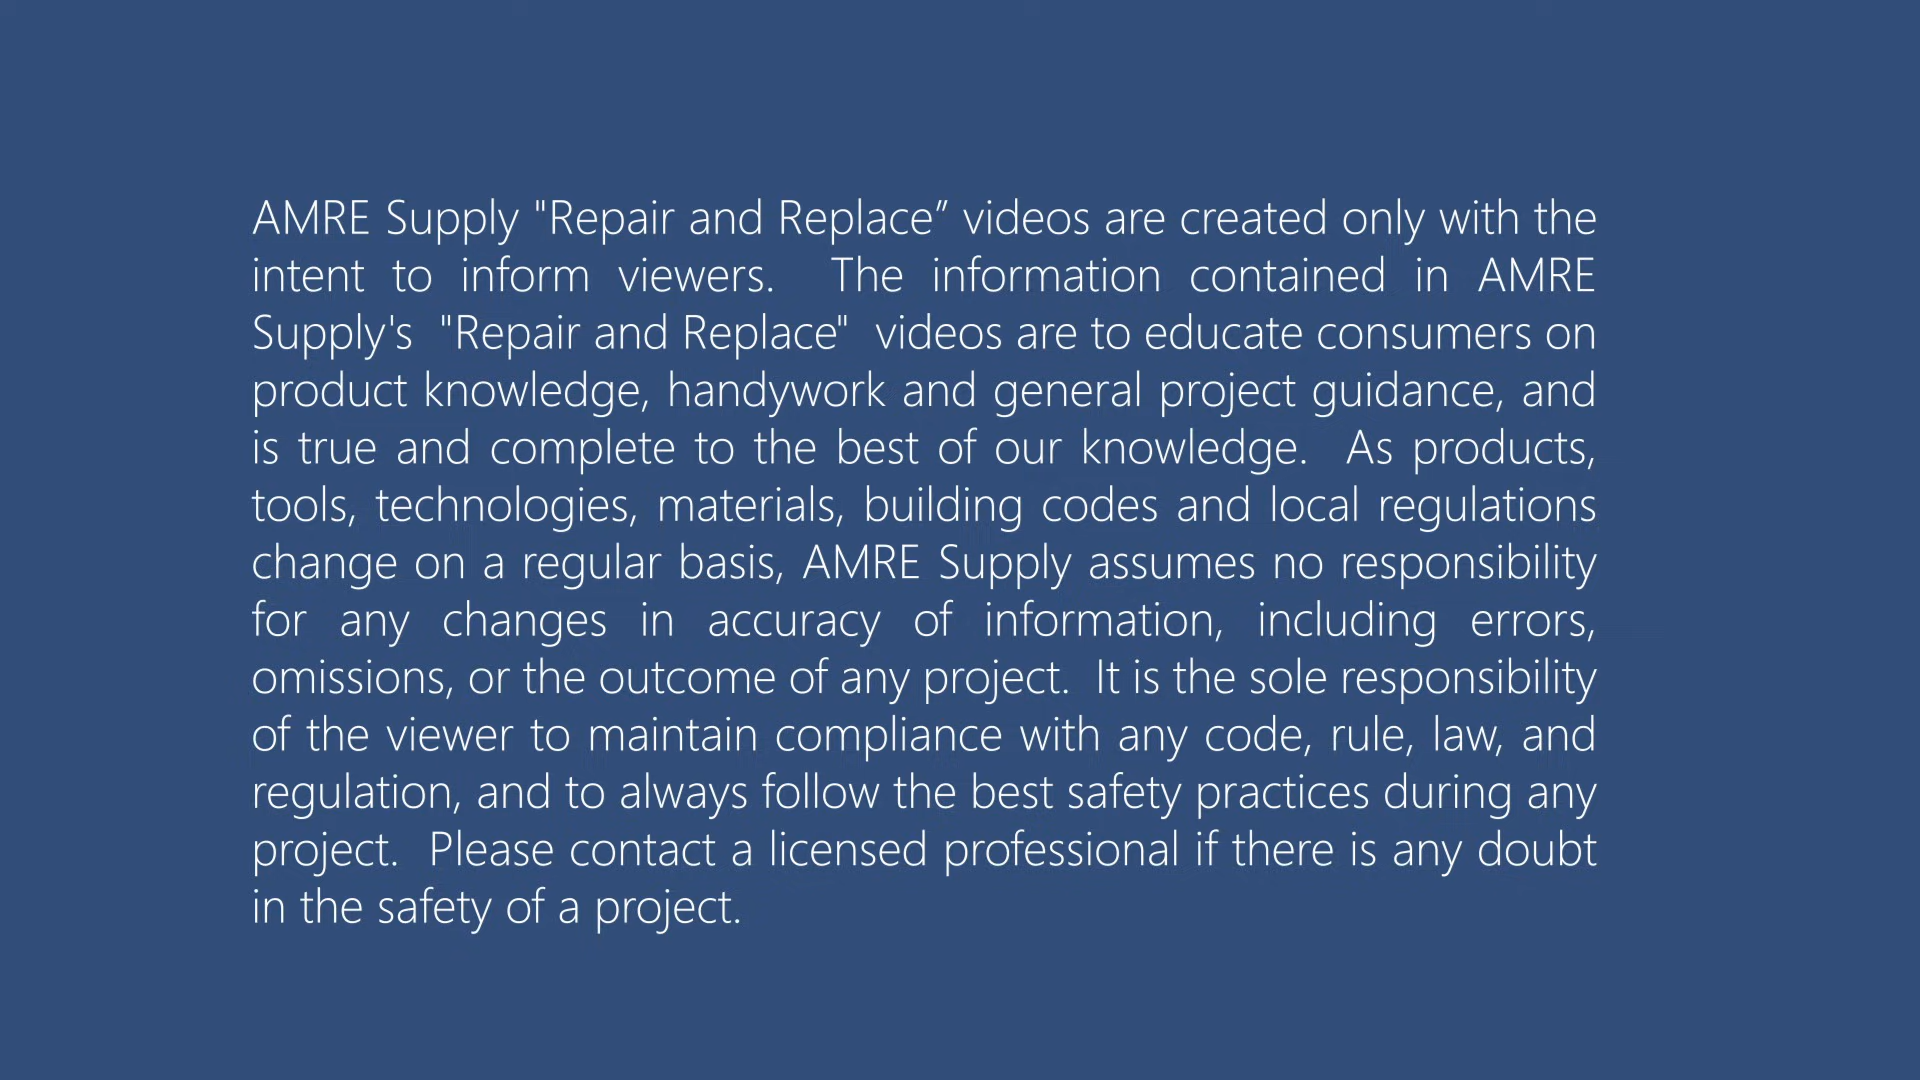 AMRE Supply "Repair and Replace” videos are created only with the
intent to inform viewers.  The information contained in AMRE
Supply's  "Repair and Replace"  videos are to educate consumers on
product knowledge, handywork and general project guidance, and
is true and complete to the best of our knowledge.  As products,
tools, technologies, materials, building codes and local regulations
change on a regular basis, AMRE Supply assumes no responsibility
for any changes in accuracy of information, including errors,
omissions, or the outcome of any project.  It is the sole responsibility
of the viewer to maintain compliance with any code, rule, law, and
regulation, and to always follow the best safety practices during any
project.  Please contact a licensed professional if there is any doubt
in the safety of a project.